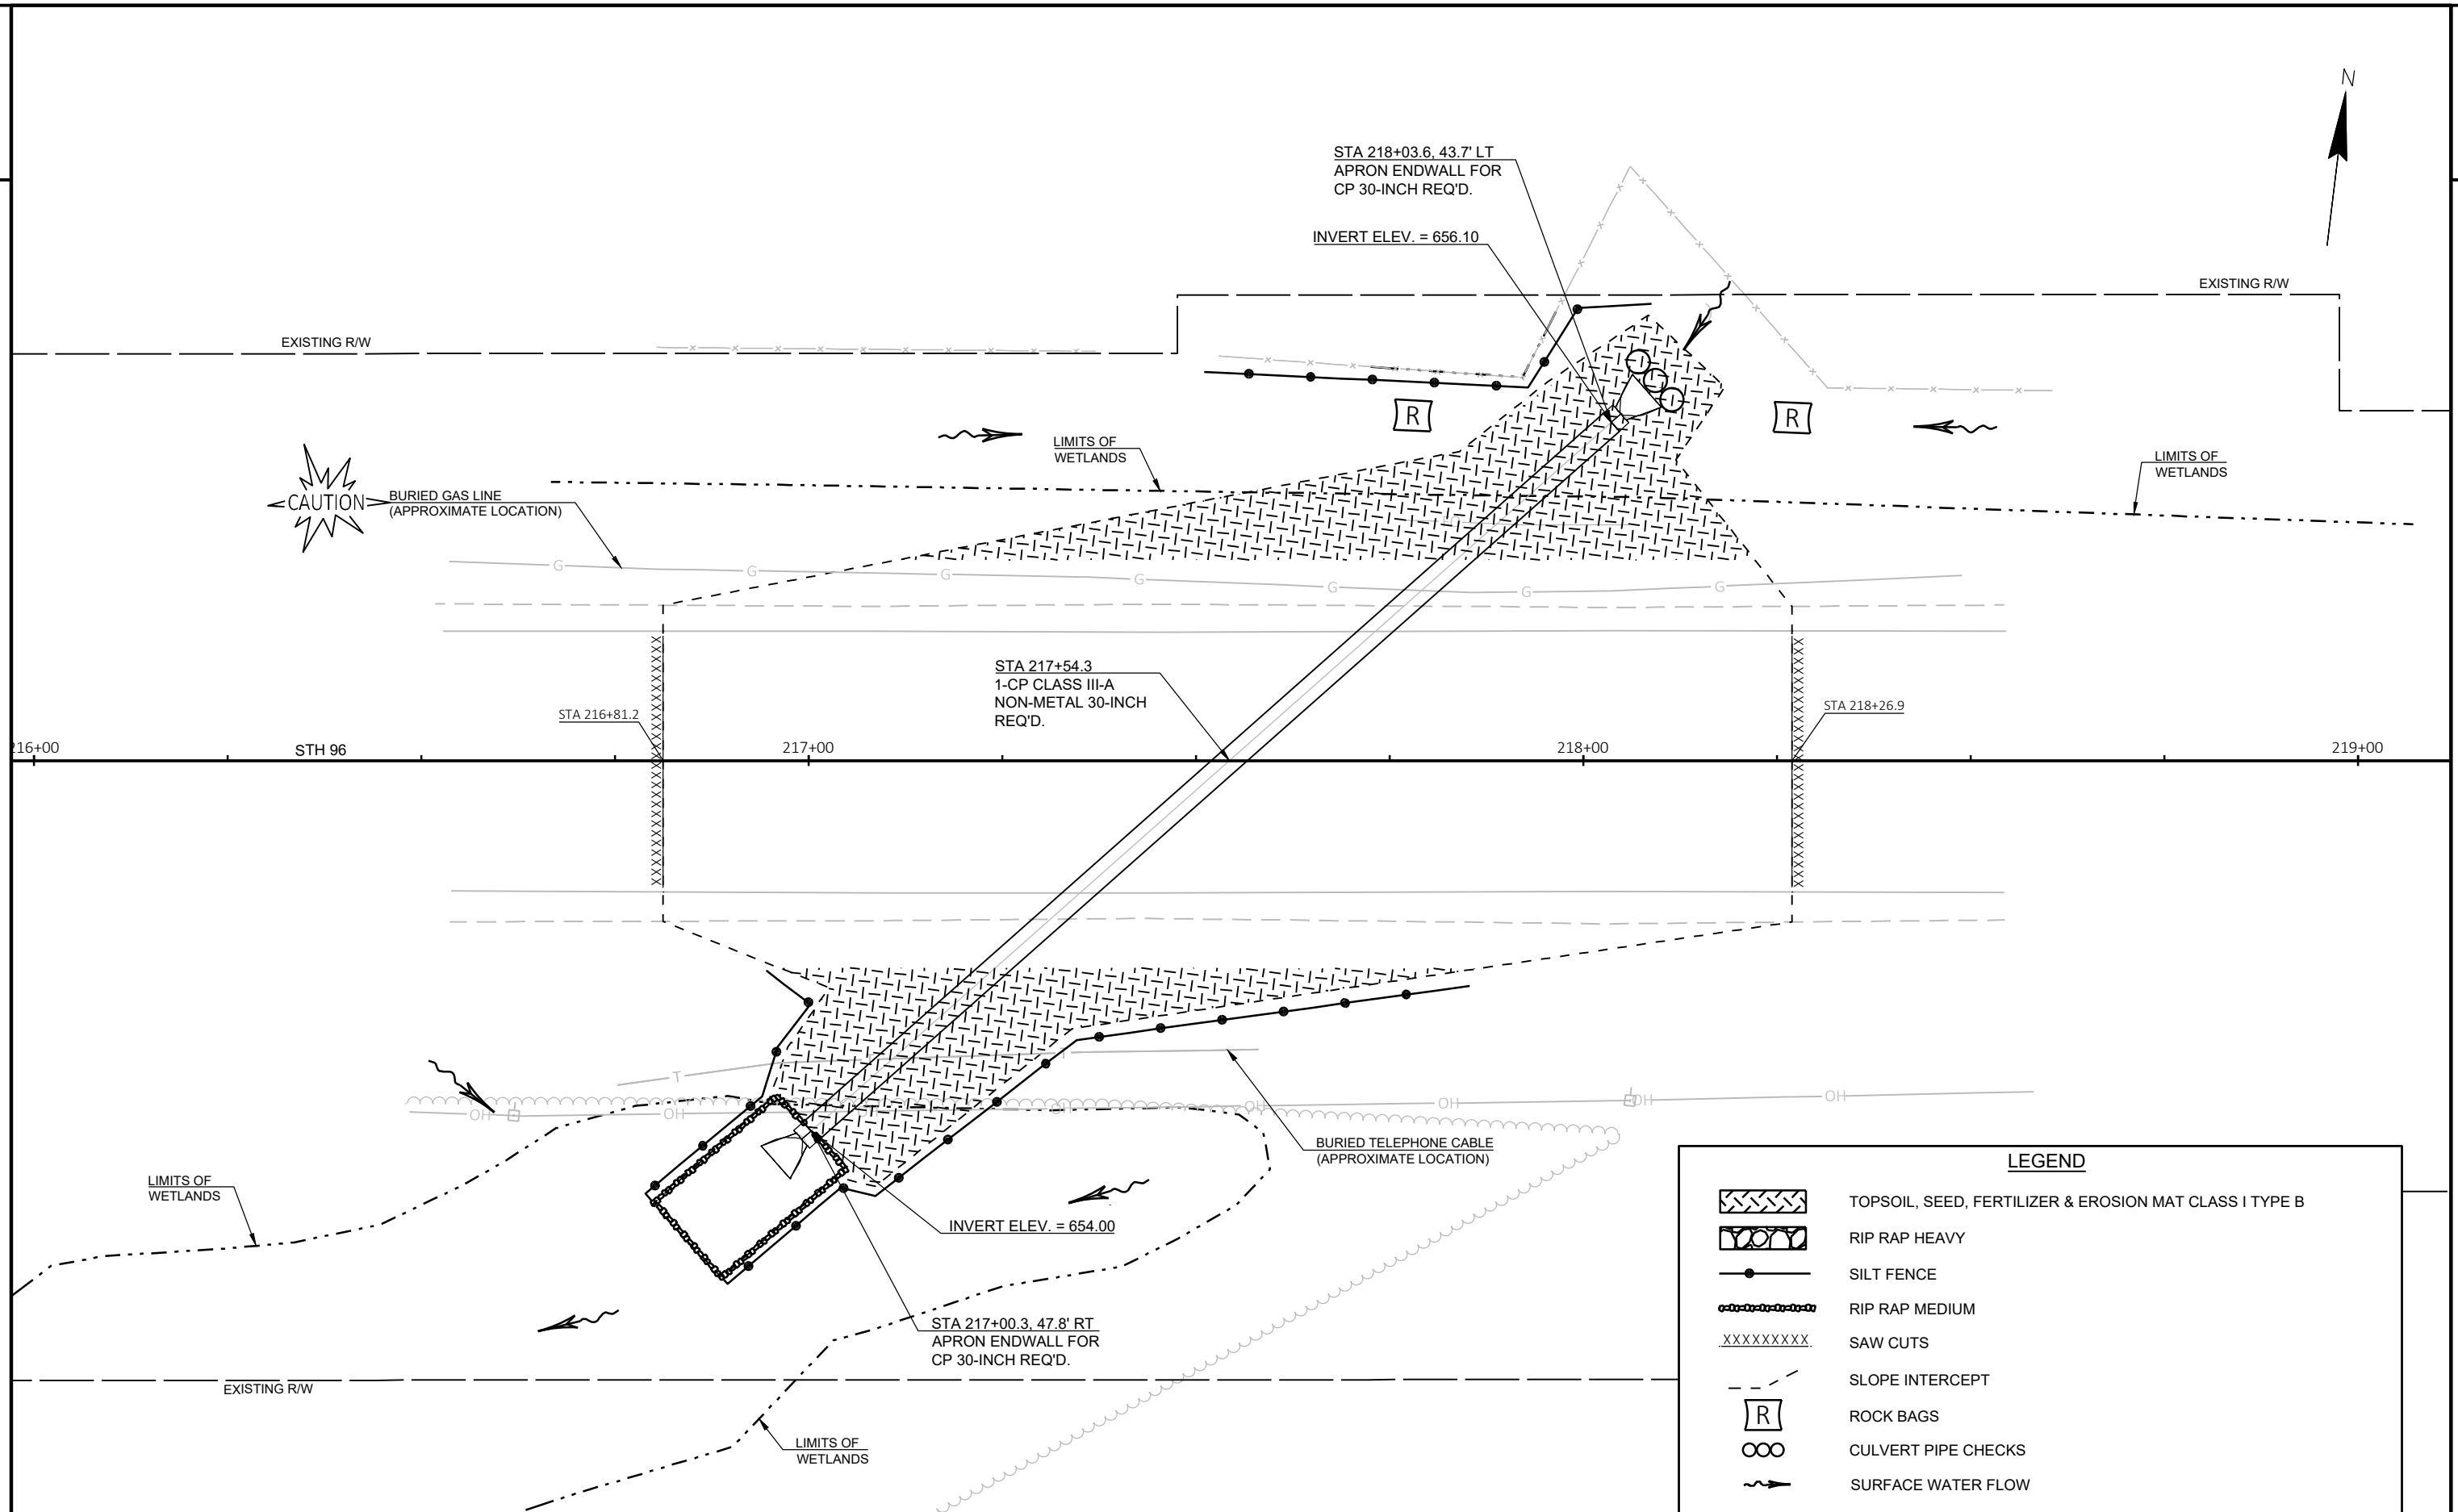 N
STA 218+03.6, 43.7' LT
APRON ENDWALL FOR
CP 30-INCH REQ'D.
INVERT ELEV. = 656.10
EXISTING R/W
EXISTING R/W
R
R
LIMITS OF
WETLANDS
LIMITS OF
WETLANDS
CAUTION
BURIED GAS LINE
(APPROXIMATE LOCATION)
G G G G G G G
STA 217+54.3
1-CP CLASS III-A
NON-METAL 30-INCH
REQ'D.
STA 216+81.2
STA 218+26.9
16+00
STH 96
217+00
218+00
219+00
T
OH OH OH OH OH OH OH
BURIED TELEPHONE CABLE
(APPROXIMATE LOCATION)
LIMITS OF
WETLANDS
INVERT ELEV. = 654.00
STA 217+00.3, 47.8' RT
APRON ENDWALL FOR
CP 30-INCH REQ'D.
EXISTING R/W
LIMITS OF
WETLANDS
LEGEND
TOPSOIL, SEED, FERTILIZER & EROSION MAT CLASS I TYPE B
RIP RAP HEAVY
SILT FENCE
RIP RAP MEDIUM
XXXXXXXXX SAW CUTS
SLOPE INTERCEPT
R ROCK BAGS
CULVERT PIPE CHECKS
SURFACE WATER FLOW